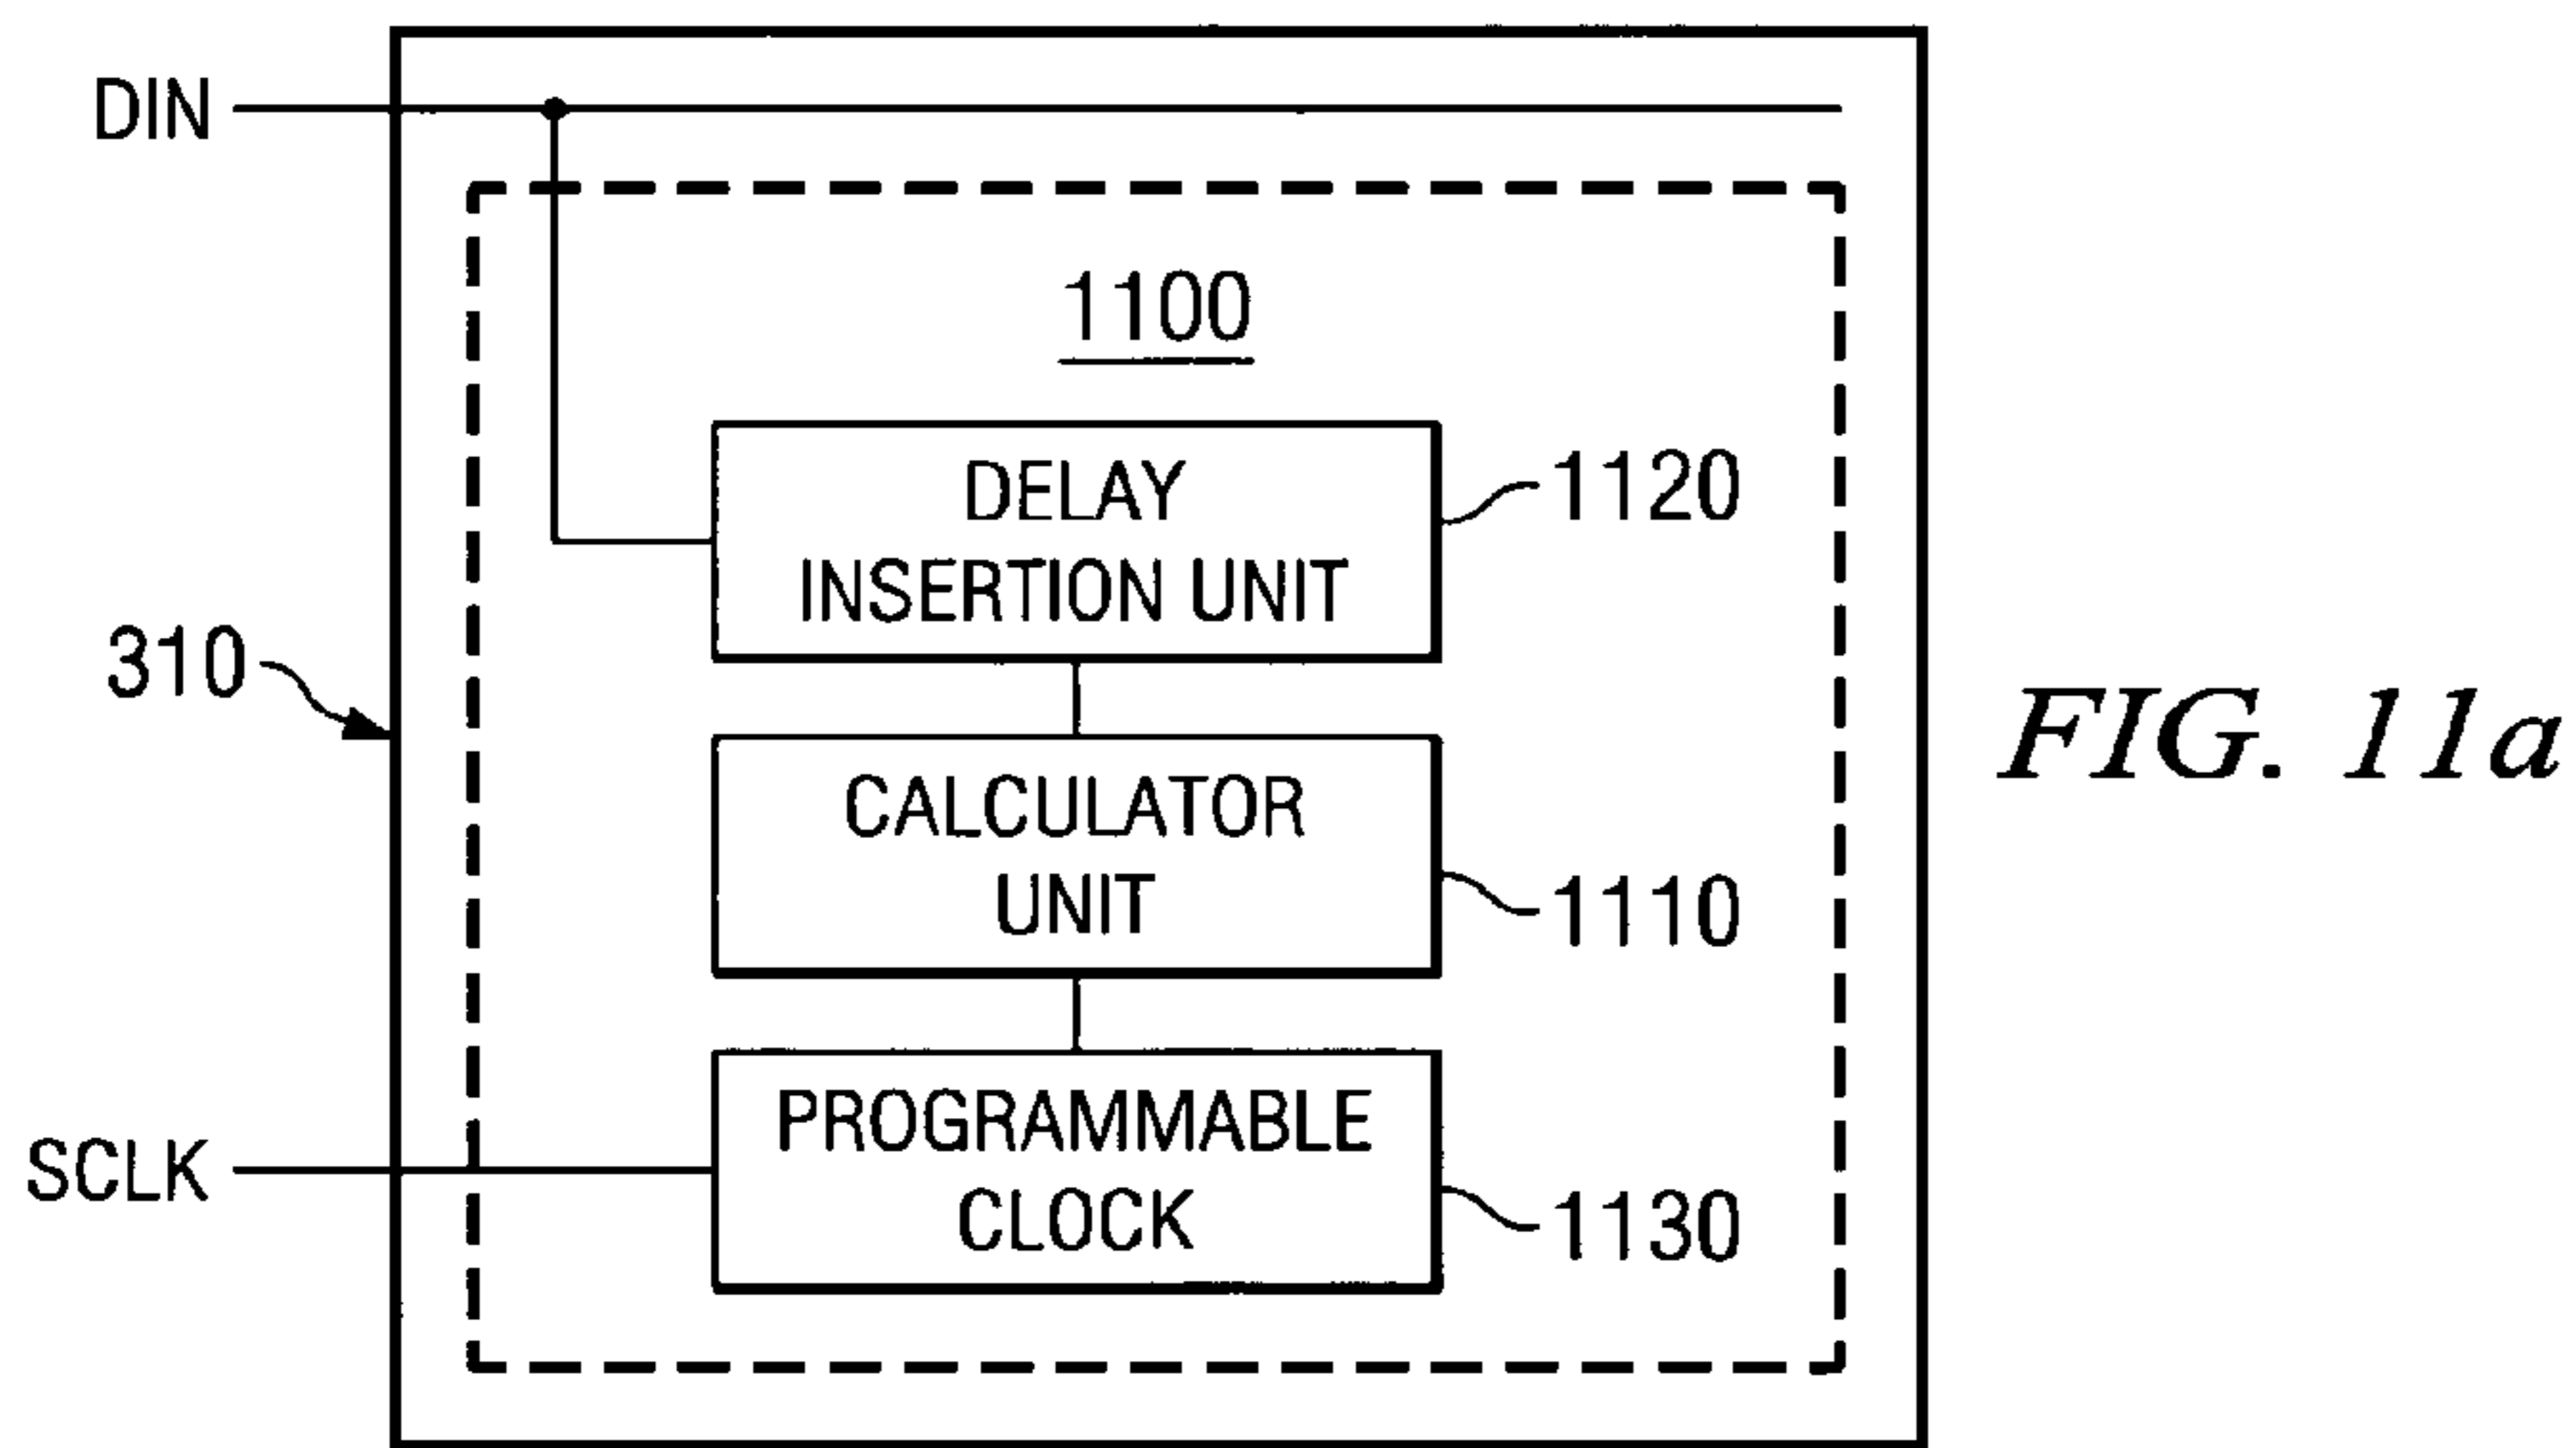 DIN
1100
DELAY
INSERTION UNIT
1120
310
CALCULATOR
UNIT
1110
FIG. 11a
PROGRAMMABLE
CLOCK
SCLK
1130